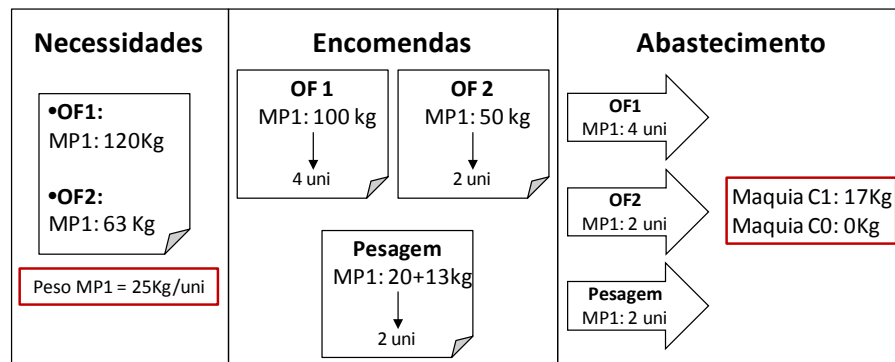 Necessidades
•OF1:
MP1: 120Kg
•OF2:
MP1: 63 Kg
Peso MP1 = 25Kg/uni
Encomendas
OF 1
MP1: 100 kg
4 uni
OF 2
MP1: 50 kg
2 uni
Pesagem
MP1: 20+13kg
2 uni
Abastecimento
OF1
MP1: 4 uni
OF2
MP1: 2 uni
Pesagem
MP1: 2 uni
Maquia C1: 17Kg
Maquia C0: 0Kg